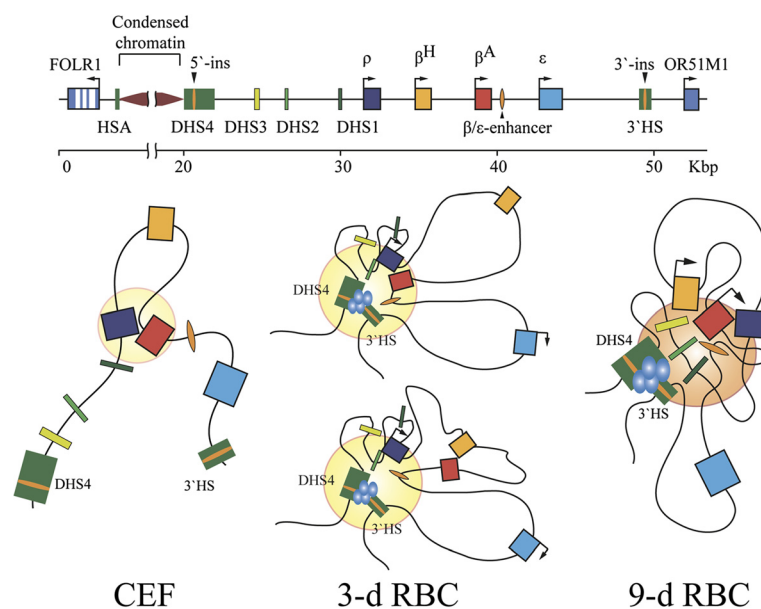 Condensed
chromatin
FOLR1
5`-ins
ρ
βH
βA
ε
3`-ins
OR51M1
HSA
DHS4
DHS3
DHS2
DHS1
β/ε-enhancer
3`HS
0
20
30
40
50
Kbp
DHS4
3`HS
DHS4
3`HS
DHS4
3`HS
DHS4
3`HS
CEF
3-d RBC
9-d RBC